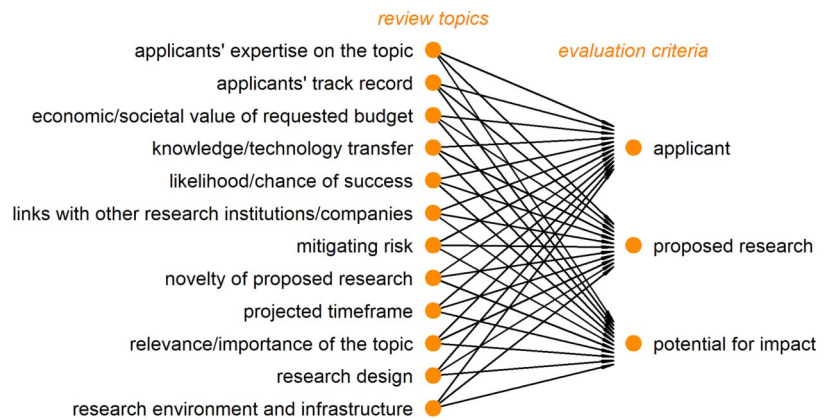 review topics
applicants' expertise on the topic
applicants' track record
economic/societal value of requested budget
knowledge/technology transfer
likelihood/chance of success
links with other research institutions/companies
mitigating risk
novelty of proposed research
projected timeframe
relevance/importance of the topic
research design
research environment and infrastructure
evaluation criteria
applicant
proposed research
potential for impact